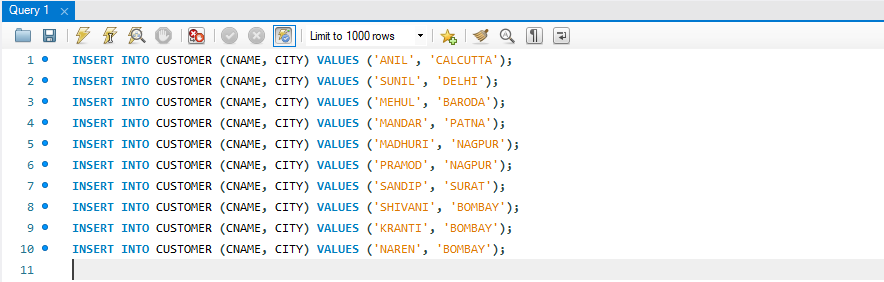 Query 1
Limit to 1000 rows
1 INSERT INTO CUSTOMER (CNAME, CITY) VALUES ('ANIL', 'CALCUTTA');
2 INSERT INTO CUSTOMER (CNAME, CITY) VALUES ('SUNIL', 'DELHI');
3 INSERT INTO CUSTOMER (CNAME, CITY) VALUES ('MEHUL', 'BARODA');
4 INSERT INTO CUSTOMER (CNAME, CITY) VALUES ('MANDAR', 'PATNA');
5 INSERT INTO CUSTOMER (CNAME, CITY) VALUES ('MADHURI', 'NAGPUR');
6 INSERT INTO CUSTOMER (CNAME, CITY) VALUES ('PRAMOD', 'NAGPUR');
7 INSERT INTO CUSTOMER (CNAME, CITY) VALUES ('SANDIP', 'SURAT');
8 INSERT INTO CUSTOMER (CNAME, CITY) VALUES ('SHIVANI', 'BOMBAY');
9 INSERT INTO CUSTOMER (CNAME, CITY) VALUES ('KRANTI', 'BOMBAY');
10 INSERT INTO CUSTOMER (CNAME, CITY) VALUES ('NAREN', 'BOMBAY');
11